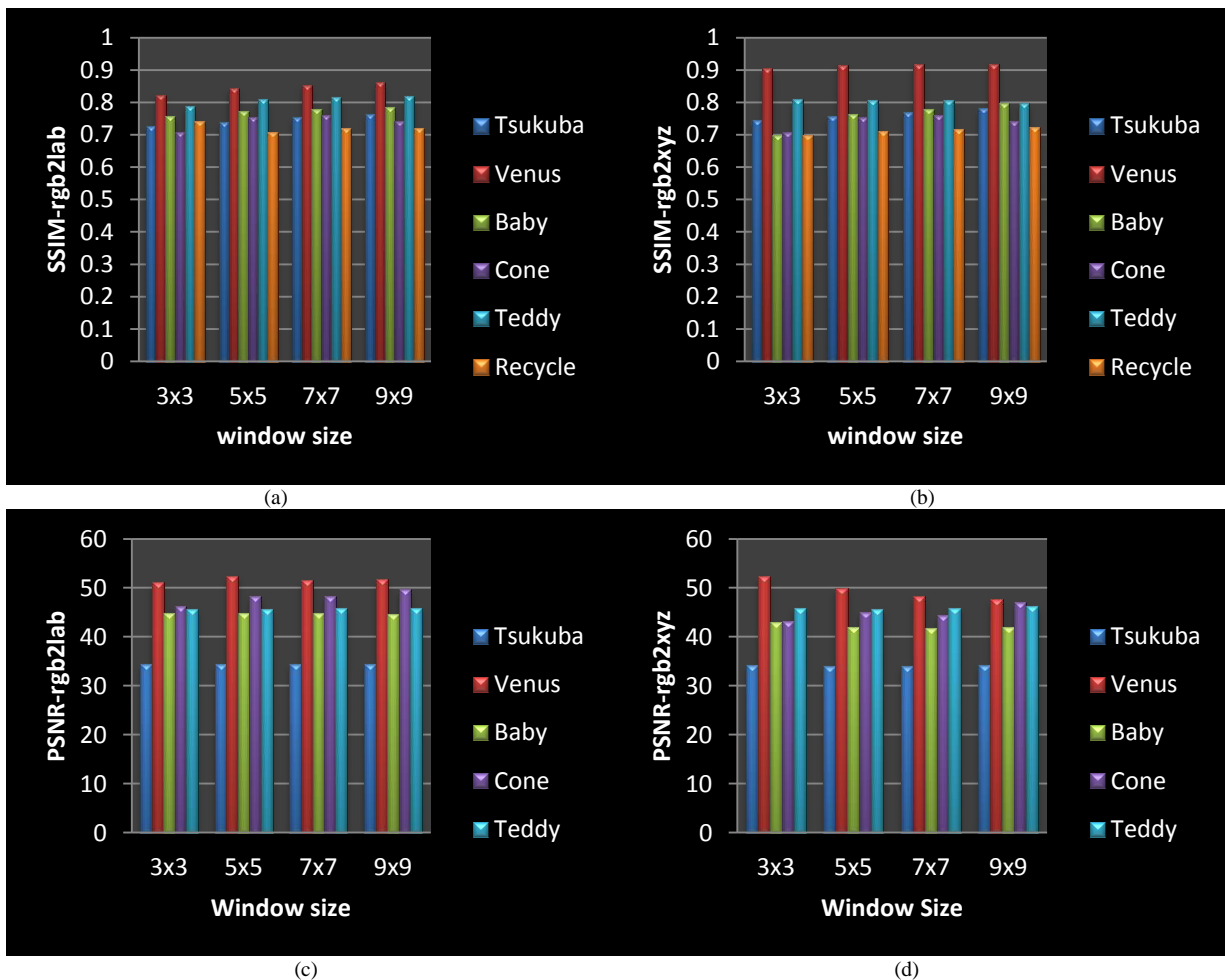 SSIM-rgb2lab
1
0.9
0.8
0.7
0.6
0.5
0.4
0.3
0.2
0.1
0
3x3 5x5 7x7 9x9
window size
Tsukuba
Venus
Baby
Cone
Teddy
Recycle
(a)
SSIM-rgb2xyz
1
0.9
0.8
0.7
0.6
0.5
0.4
0.3
0.2
0.1
0
3x3 5x5 7x7 9x9
window size
Tsukuba
Venus
Baby
Cone
Teddy
Recycle
(b)
PSNR-rgb2lab
60
50
40
30
20
10
0
3x3 5x5 7x7 9x9
Window size
Tsukuba
Venus
Baby
Cone
Teddy
(c)
PSNR-rgb2xyz
60
50
40
30
20
10
0
3x3 5x5 7x7 9x9
Window Size
Tsukuba
Venus
Baby
Cone
Teddy
(d)